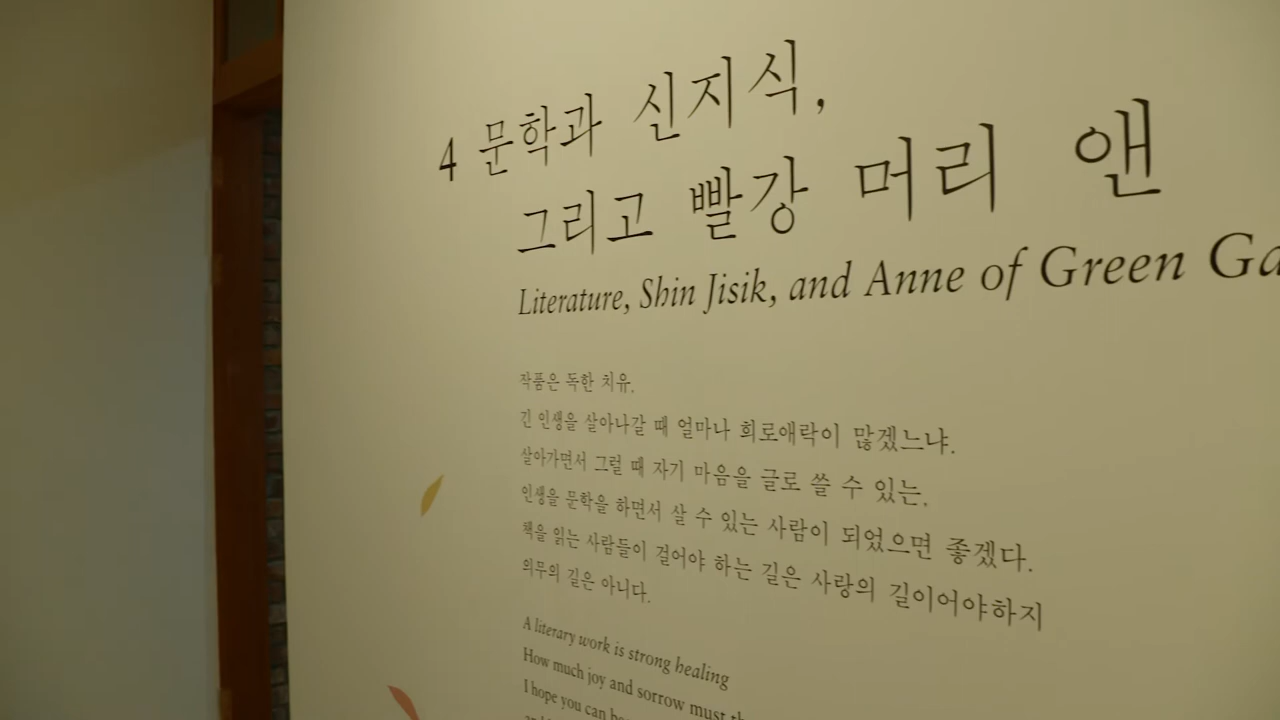 4 문학과 신지식,
그리고 빨강 머리 앤
Literature, Shin Jisik, and Anne of Green Ga
작품은 독한 치유.
긴 인생을 살아나갈 때 얼마나 희로애락이 많겠느냐.
살아가면서 그럴 때 자기 마음을 글로 쓸 수 있는,
인생을 문학을 하면서 살 수 있는 사람이 되었으면 좋겠다.
책을 읽는 사람들이 걸어야 하는 길은 사랑의 길이어야하지
의무의 길은 아니다.
A literary work is strong healing
How much joy and sorrow must
I hope you can